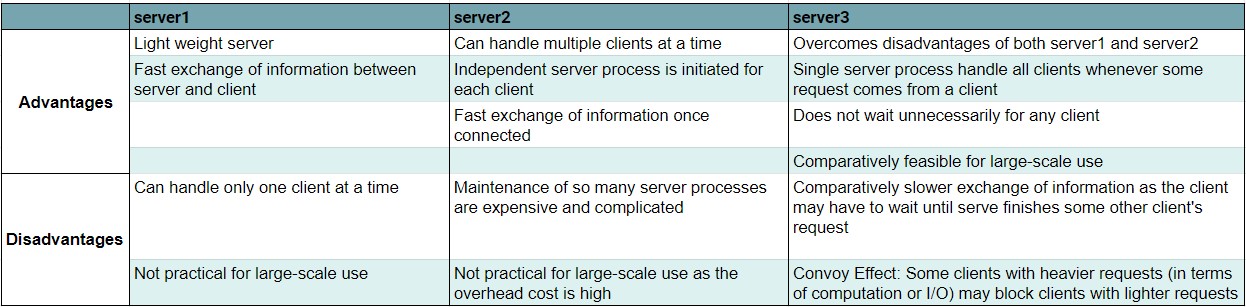 server1 server2 server3
Advantages
Light weight server
Can handle multiple clients at a time
Overcomes disadvantages of both server1 and server2
Fast exchange of information between
server and client
Independent server process is initiated for
each client
Single server process handle all clients whenever some
request comes from a client
Fast exchange of information once
connected
Does not wait unnecessarily for any client
Comparatively feasible for large-scale use
Disadvantages
Can handle only one client at a time
Maintenance of so many server processes
are expensive and complicated
Comparatively slower exchange of information as the client
may have to wait until serve finishes some other client's
request
Not practical for large-scale use
Not practical for large-scale use as the
overhead cost is high
Convoy Effect: Some clients with heavier requests (in terms
of computation or I/O) may block clients with lighter requests